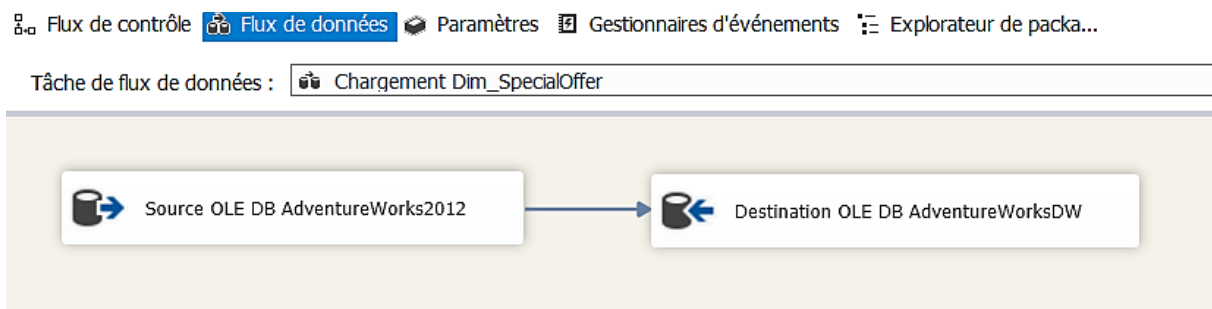 Flux de contrôle Flux de données Paramètres Gestionnaires d'événements Explorateur de packa...
Tâche de flux de données : Chargement Dim_SpecialOffer
Source OLE DB AdventureWorks2012 Destination OLE DB AdventureWorksDW